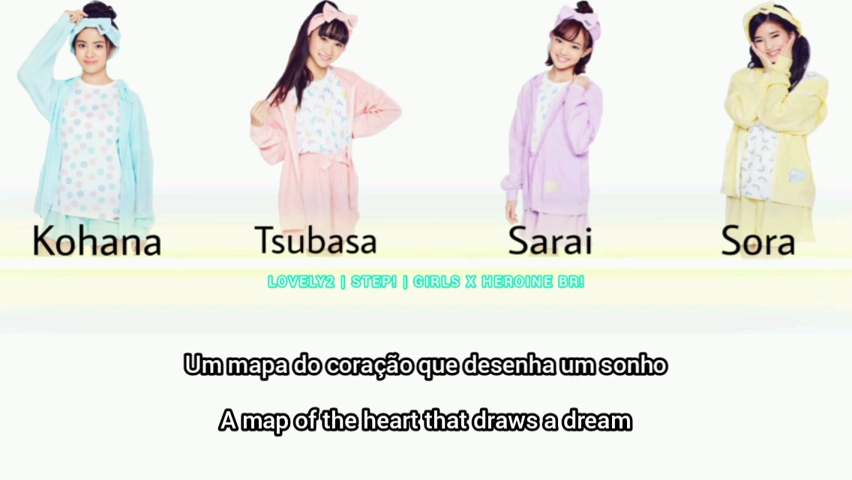 Kohana Tsubasa Sarai Sora
LOVELY2 | STEP! | GIRLS X HEROINE BR!
Um mapa do coração que desenha um sonho
A map of the heart that draws a dream